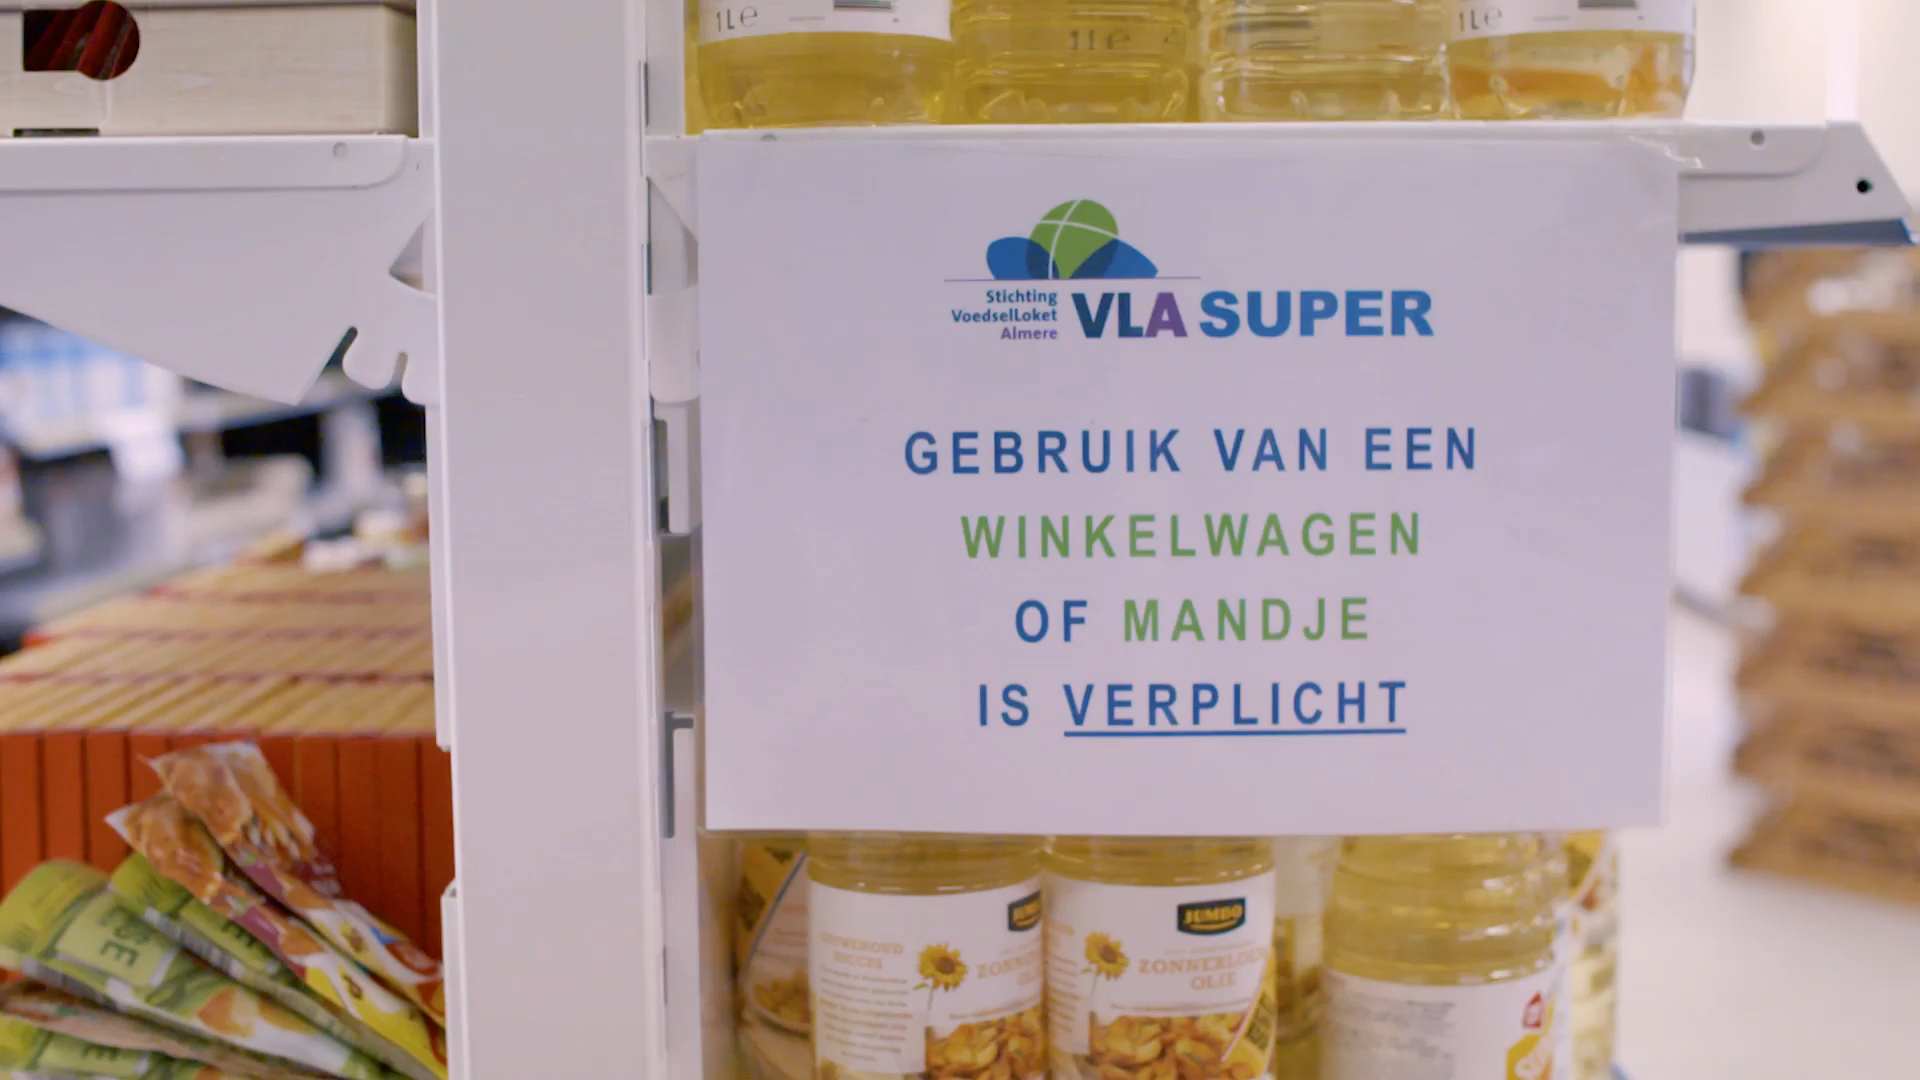 1L e
1L e
1L e
Stichting
VoedselLoket
Almere
VLA SUPER
GEBRUIK VAN EEN
WINKELWAGEN
OF MANDJE
IS VERPLICHT
JUMBO
ZONNEBLOEM
OLIE